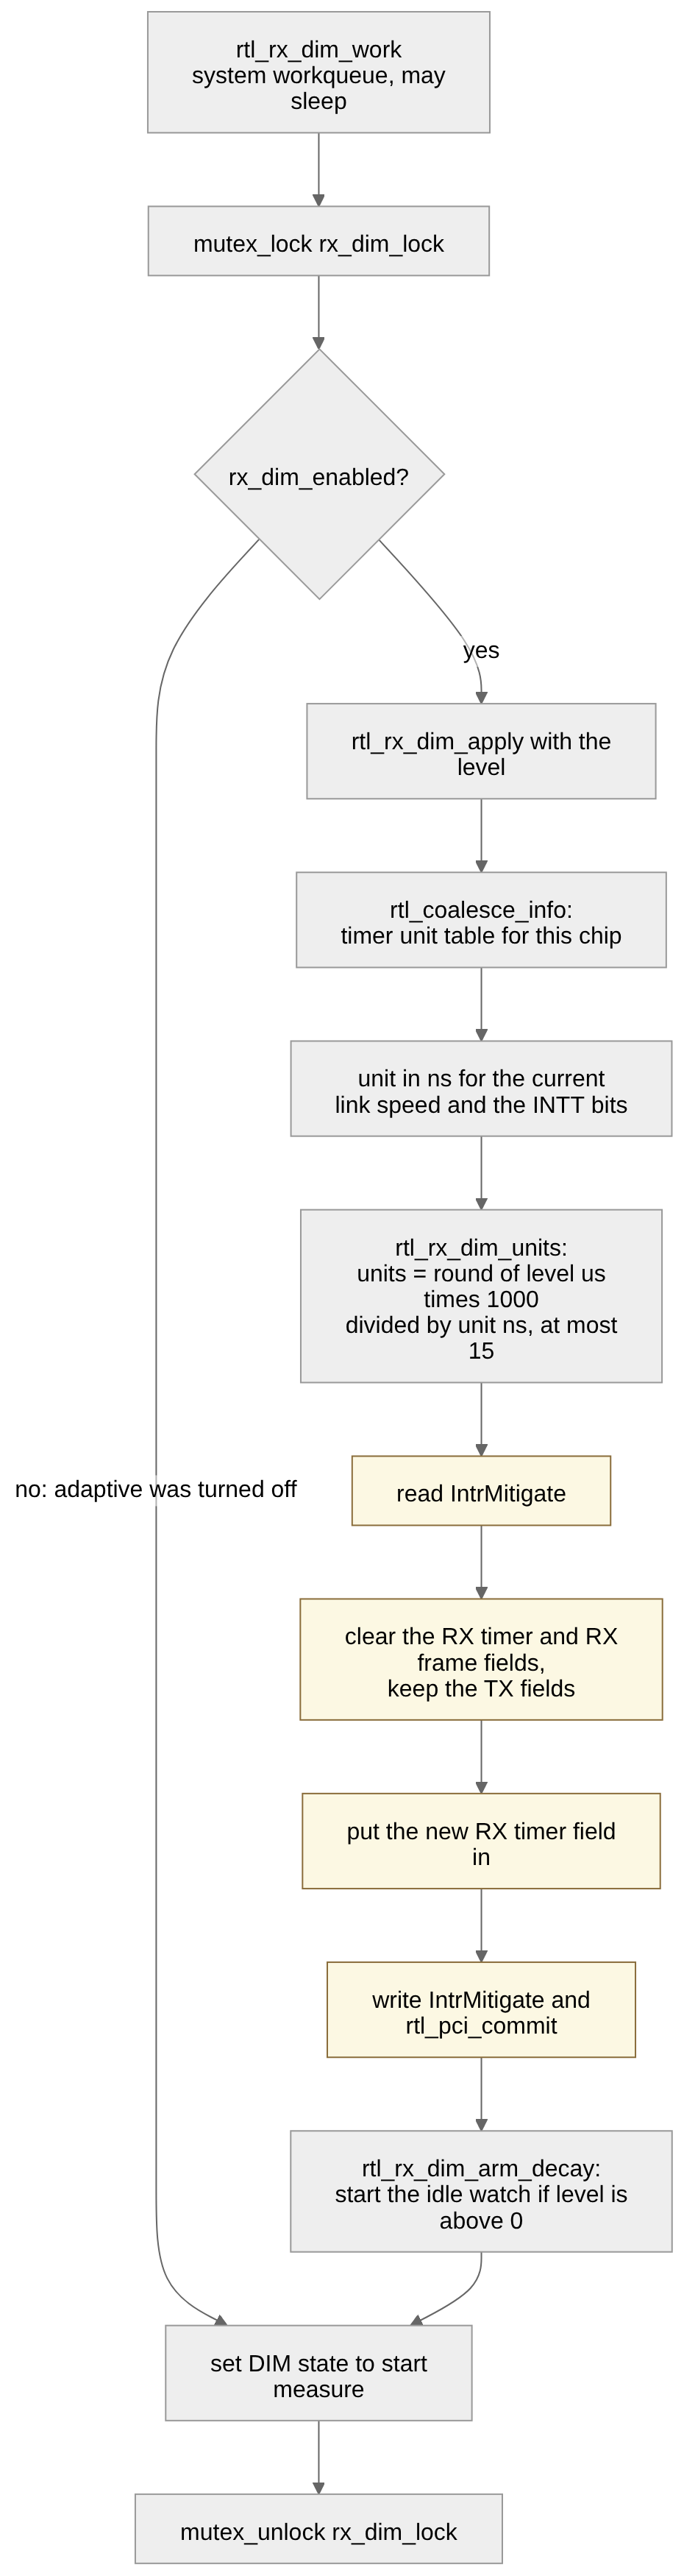 rtl_rx_dim_work
system workqueue, may
sleep
mutex_lock rx_dim_lock
rx_dim_enabled?
yes
rtl_rx_dim_apply with the
level
rtl_coalesce_info:
timer unit table for this chip
unit in ns for the current
link speed and the INTT bits
rtl_rx_dim_units:
units = round of level us
times 1000
divided by unit ns, at most
15
no: adaptive was turned off
read IntrMitigate
clear the RX timer and RX
frame fields,
keep the TX fields
put the new RX timer field
in
write IntrMitigate and
rtl_pci_commit
rtl_rx_dim_arm_decay:
start the idle watch if level is
above 0
set DIM state to start
measure
mutex_unlock rx_dim_lock